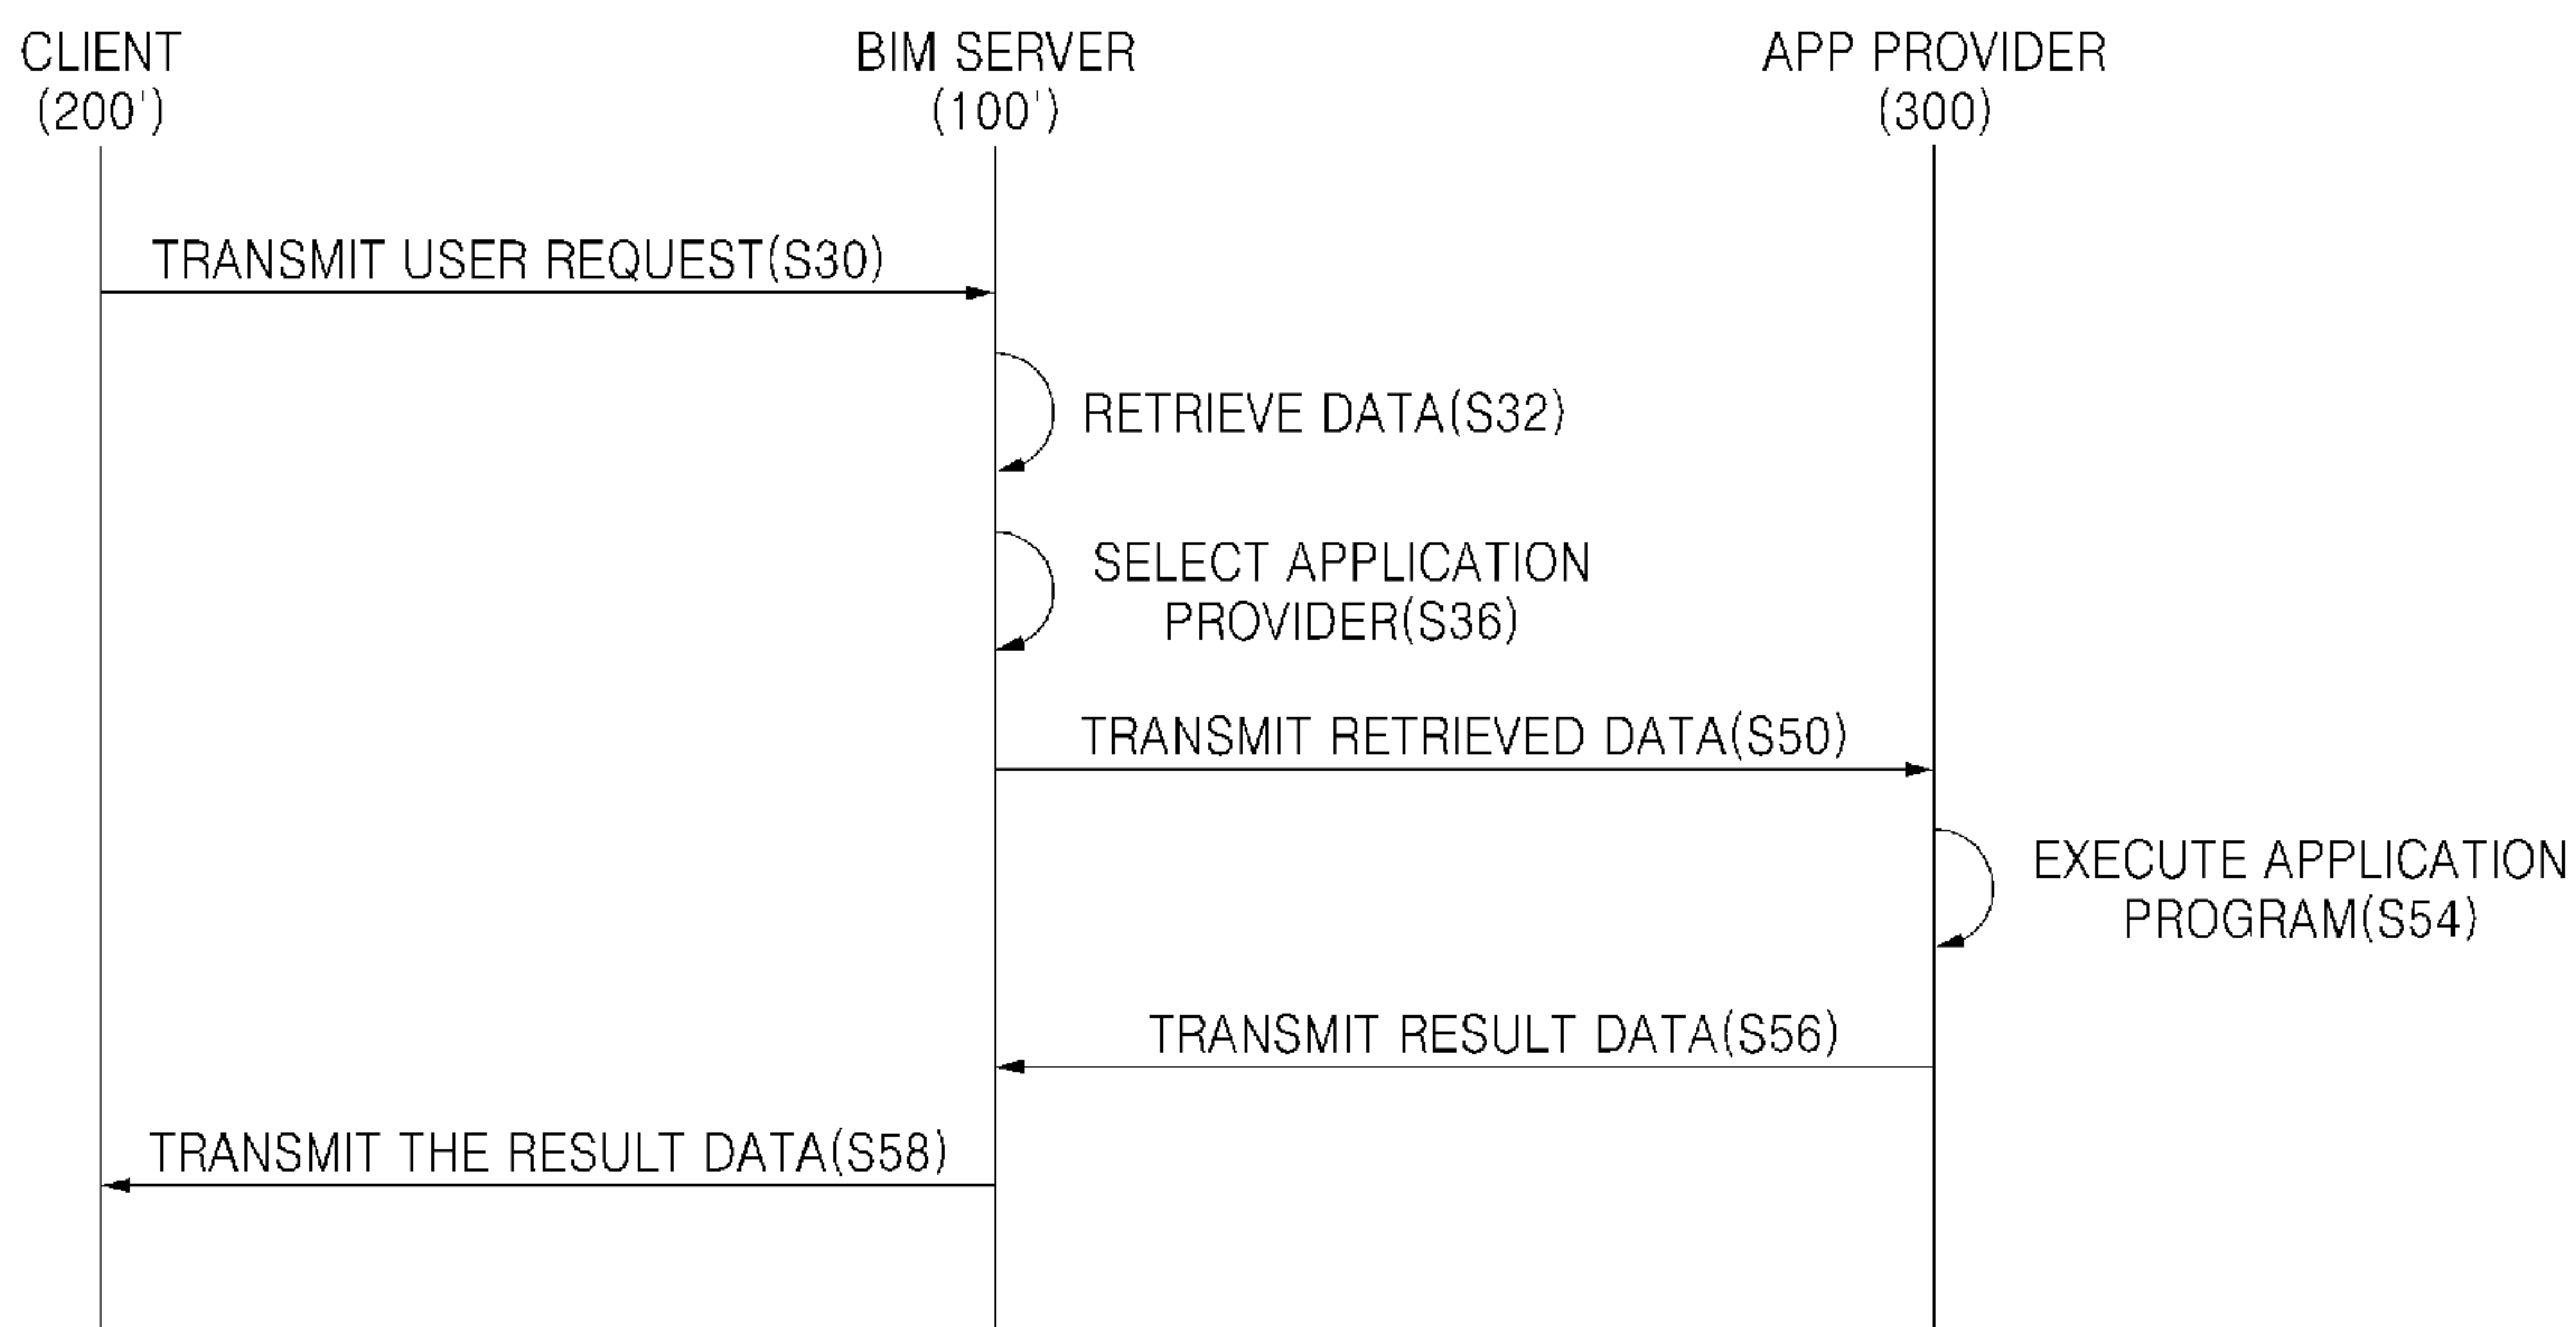 CLIENT
(200')
BIM SERVER
(100')
APP PROVIDER
(300)
TRANSMIT USER REQUEST(S30)
RETRIEVE DATA(S32)
SELECT APPLICATION
PROVIDER(S36)
TRANSMIT RETRIEVED DATA(S50)
EXECUTE APPLICATION
PROGRAM(S54)
TRANSMIT RESULT DATA(S56)
TRANSMIT THE RESULT DATA(S58)